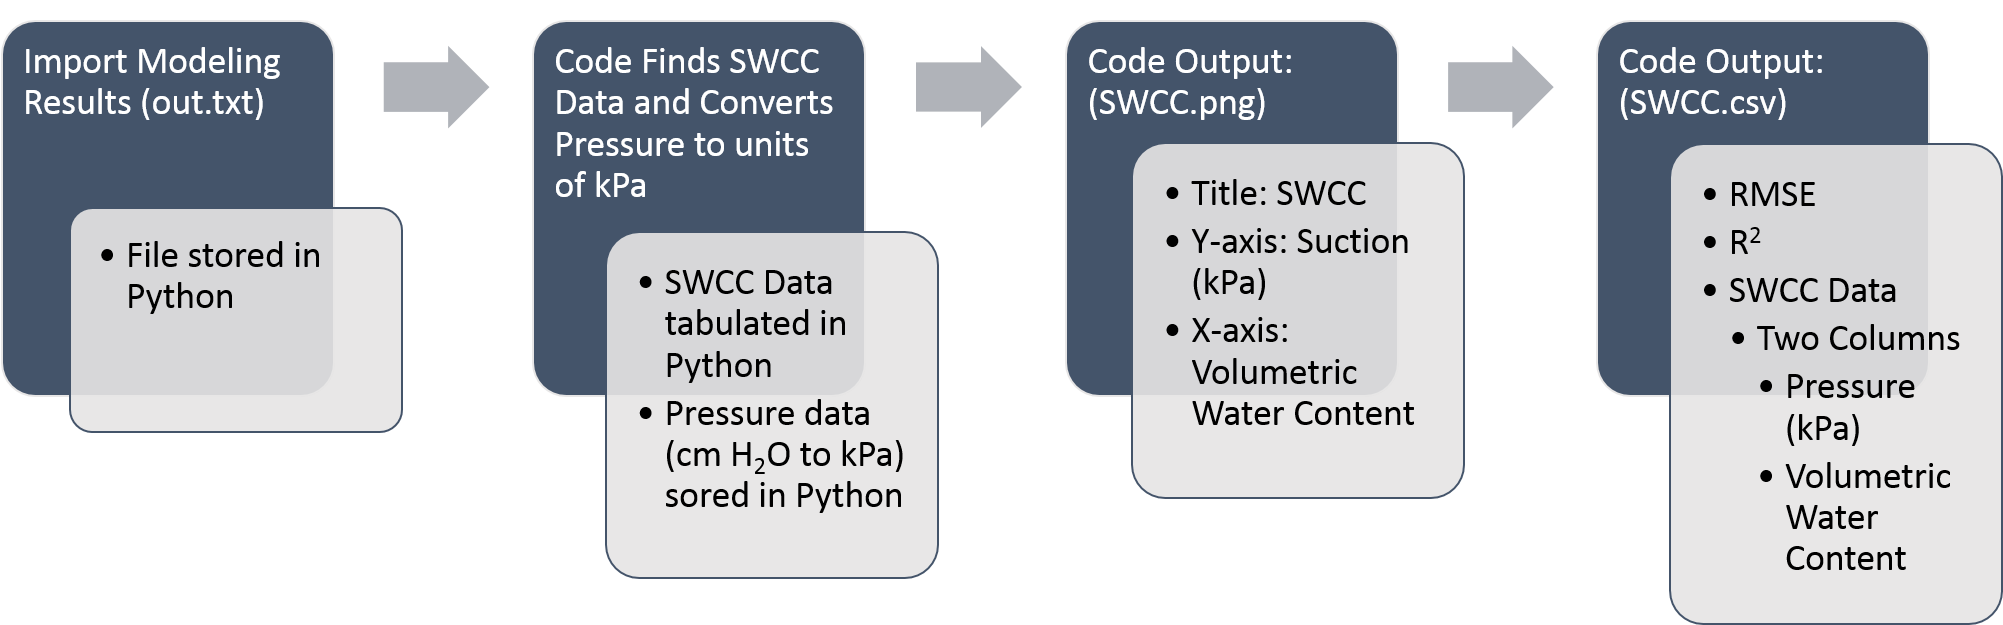 Import Modeling
Results (out.txt)
• File stored in
Python
Code Finds SWCC
Data and Converts
Pressure to units
of kPa
• SWCC Data
tabulated in
Python
• Pressure data
(cm H₂O to kPa)
sored in Python
Code Output:
(SWCC.png)
• Title: SWCC
• Y-axis: Suction
(kPa)
• X-axis:
Volumetric
Water Content
Code Output:
(SWCC.csv)
• RMSE
• R²
• SWCC Data
• Two Columns
• Pressure
(kPa)
• Volumetric
Water
Content